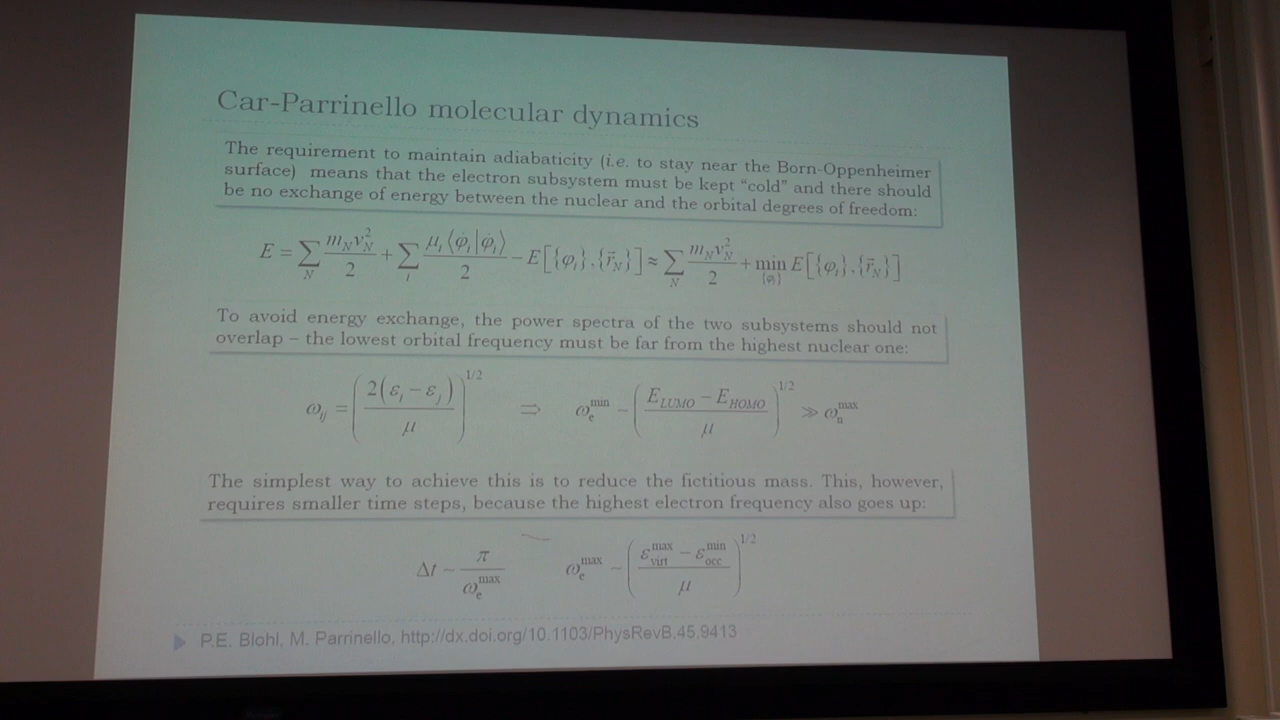 Car-Parrinello molecular dynamics
The requirement to maintain adiabaticity (i.e. to stay near the Born-Oppenheimer
surface) means that the electron subsystem must be kept “cold” and there should
be no exchange of energy between the nuclear and the orbital degrees of freedom:
E = ∑_N m_N v_N^2 / 2 + ∑_i μ_i ⟨φ̇_i|φ̇_i⟩ / 2 − E[{φ_i},{r⃗_N}] ≈ ∑_N m_N v_N^2 / 2 + min_{φ_i} E[{φ_i},{r⃗_N}]
To avoid energy exchange, the power spectra of the two subsystems should not
overlap – the lowest orbital frequency must be far from the highest nuclear one:
ω_ij = (2(ε_i − ε_j) / μ)^1/2 ⇒ ω_e^min ~ (E_LUMO − E_HOMO / μ)^1/2 ≫ ω_n^max
The simplest way to achieve this is to reduce the fictitious mass. This, however,
requires smaller time steps, because the highest electron frequency also goes up:
Δt ~ π / ω_e^max ω_e^max ~ (ε_virt^max − ε_occ^min / μ)^1/2
P.E. Blohl, M. Parrinello, http://dx.doi.org/10.1103/PhysRevB.45.9413